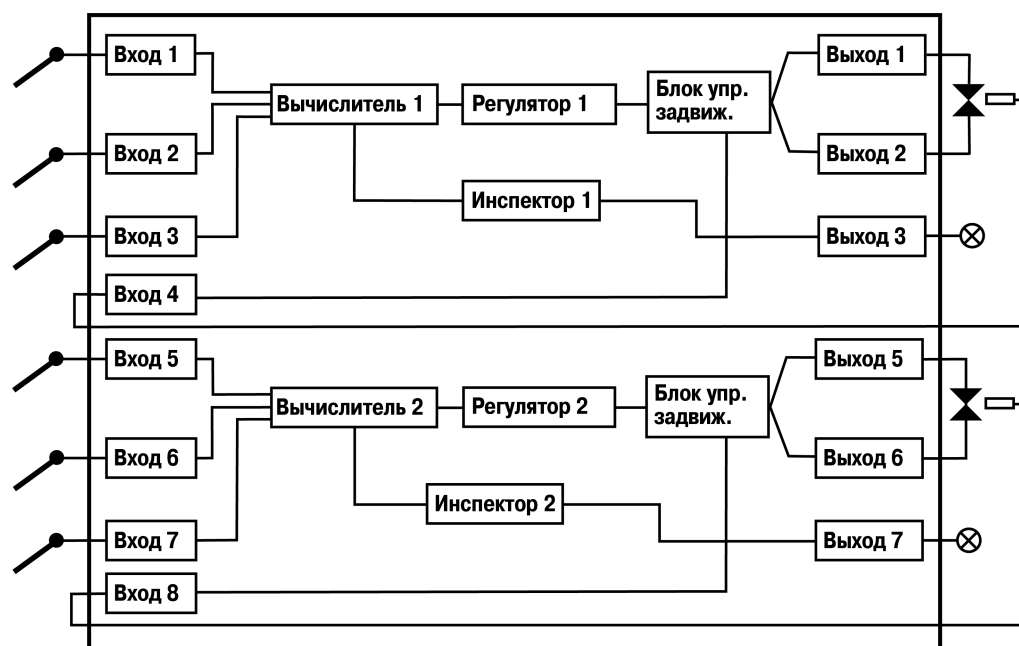 Вход 1
Вычислитель 1
Регулятор 1
Блок упр.
задвиж.
Выход 1
Вход 2
Выход 2
Инспектор 1
Вход 3
Выход 3
Вход 4
Вход 5
Вычислитель 2
Регулятор 2
Блок упр.
задвиж.
Выход 5
Вход 6
Выход 6
Инспектор 2
Вход 7
Выход 7
Вход 8